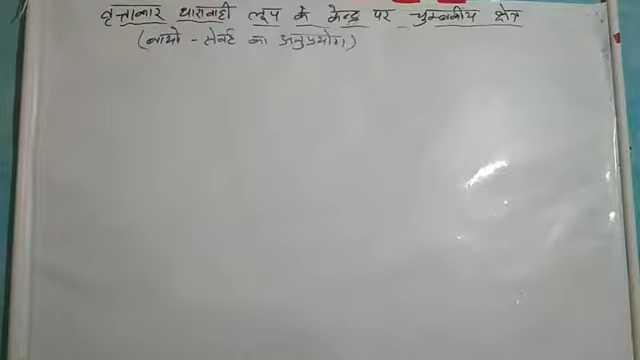 वृत्ताकार धारावाही लूप के केन्द्र पर चुम्बकीय क्षेत्र
(बायो - सेवर्ट का अनुप्रयोग)